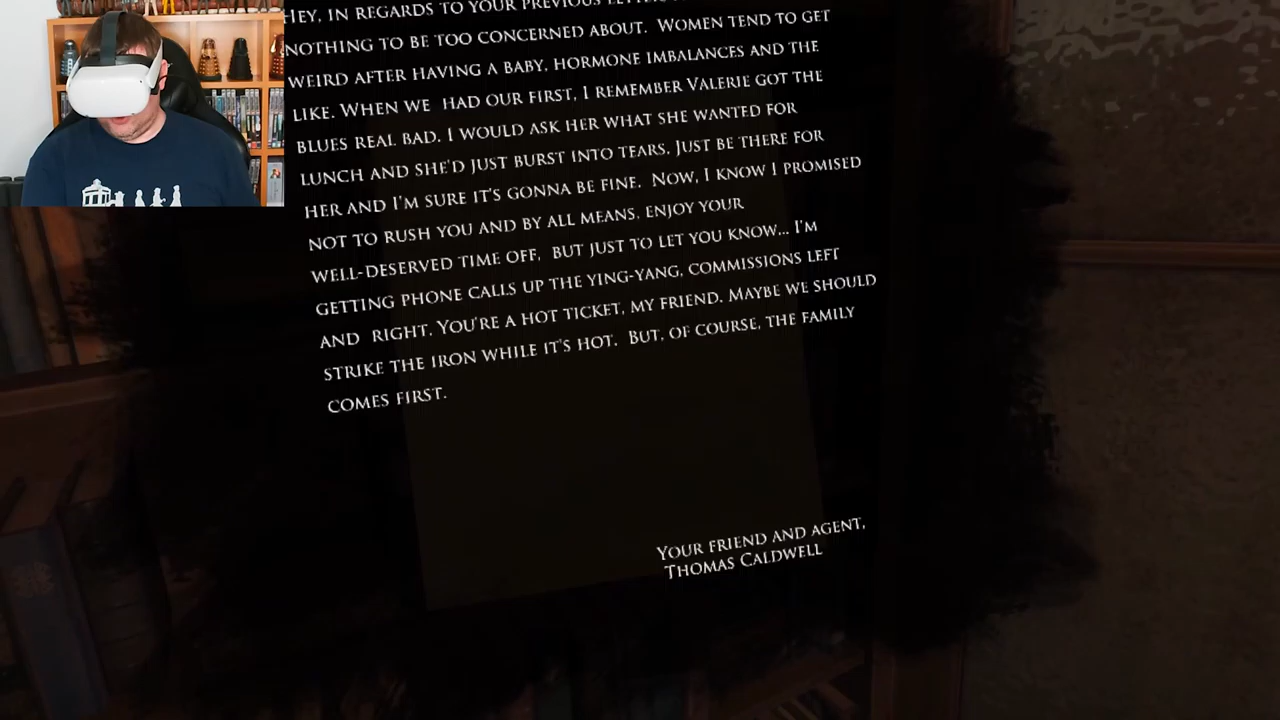 HEY, IN REGARDS TO YOUR PREVIOUS
NOTHING TO BE TOO CONCERNED ABOUT. WOMEN TEND TO GET
WEIRD AFTER HAVING A BABY, HORMONE IMBALANCES AND THE
LIKE. WHEN WE HAD OUR FIRST, I REMEMBER VALERIE GOT THE
BLUES REAL BAD. I WOULD ASK HER WHAT SHE WANTED FOR
LUNCH AND SHE'D JUST BURST INTO TEARS. JUST BE THERE FOR
HER AND I'M SURE IT'S GONNA BE FINE. NOW, I KNOW I PROMISED
NOT TO RUSH YOU AND BY ALL MEANS, ENJOY YOUR
WELL-DESERVED TIME OFF, BUT JUST TO LET YOU KNOW... I'M
GETTING PHONE CALLS UP THE YING-YANG, COMMISSIONS LEFT
AND RIGHT. YOU'RE A HOT TICKET, MY FRIEND. MAYBE WE SHOULD
STRIKE THE IRON WHILE IT'S HOT. BUT, OF COURSE, THE FAMILY
COMES FIRST.
YOUR FRIEND AND AGENT,
THOMAS CALDWELL